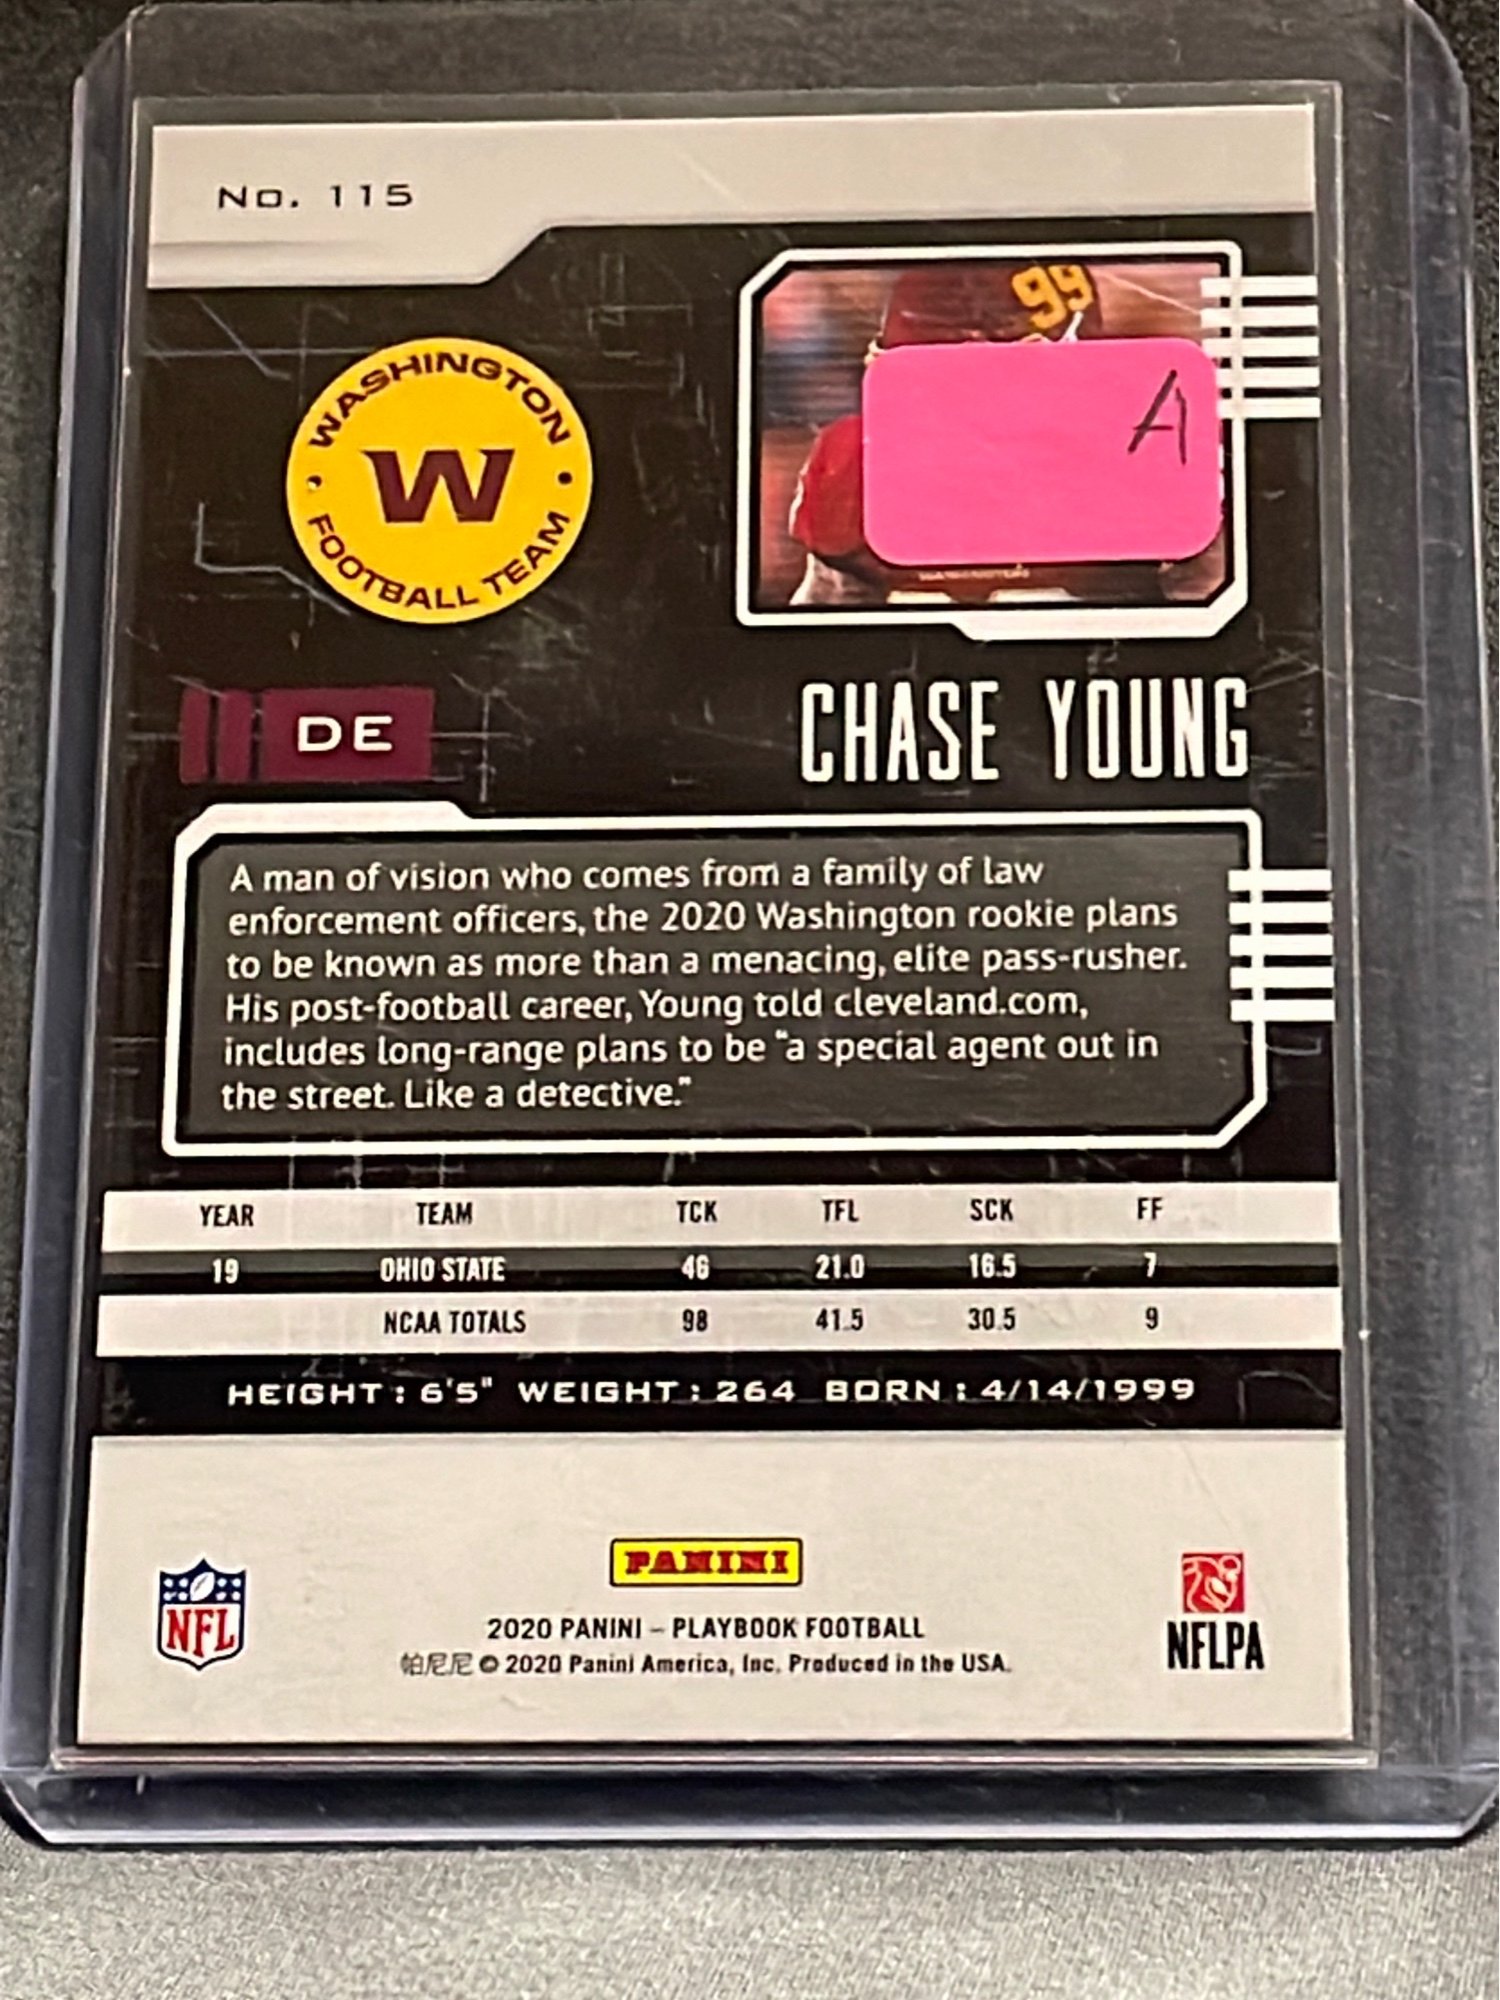 No. 115
99
A
WASHINGTON
W
FOOTBALL TEAM
WASHINGTON
DE
CHASE YOUNG
A man of vision who comes from a family of law
enforcement officers, the 2020 Washington rookie plans
to be known as more than a menacing, elite pass-rusher.
His post-football career, Young told cleveland.com,
includes long-range plans to be "a special agent out in
the street. Like a detective."
YEAR TEAM TCK TFL SCK FF
19 OHIO STATE 46 21.0 16.5 7
NCAA TOTALS 98 41.5 30.5 9
HEIGHT: 6'5" WEIGHT: 264 BORN: 4/14/1999
PANINI
NFL
2020 PANINI – PLAYBOOK FOOTBALL
帕尼尼 © 2020 Panini America, Inc. Produced in the USA.
NFLPA